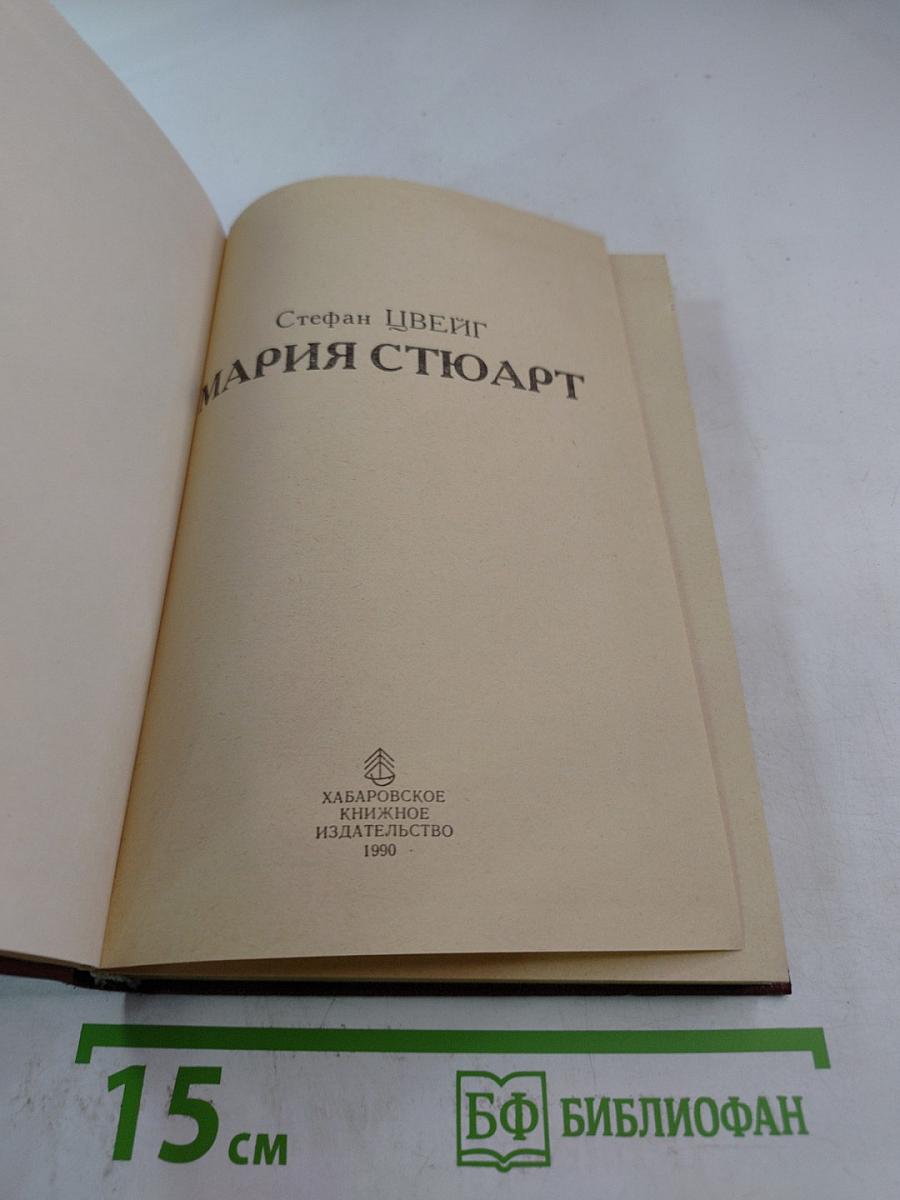 Стефан ЦВЕЙГ
МАРИЯ СТЮАРТ
ХАБАРОВСКОЕ
КНИЖНОЕ
ИЗДАТЕЛЬСТВО
1990
15 см
БФ БИБЛИОФАН